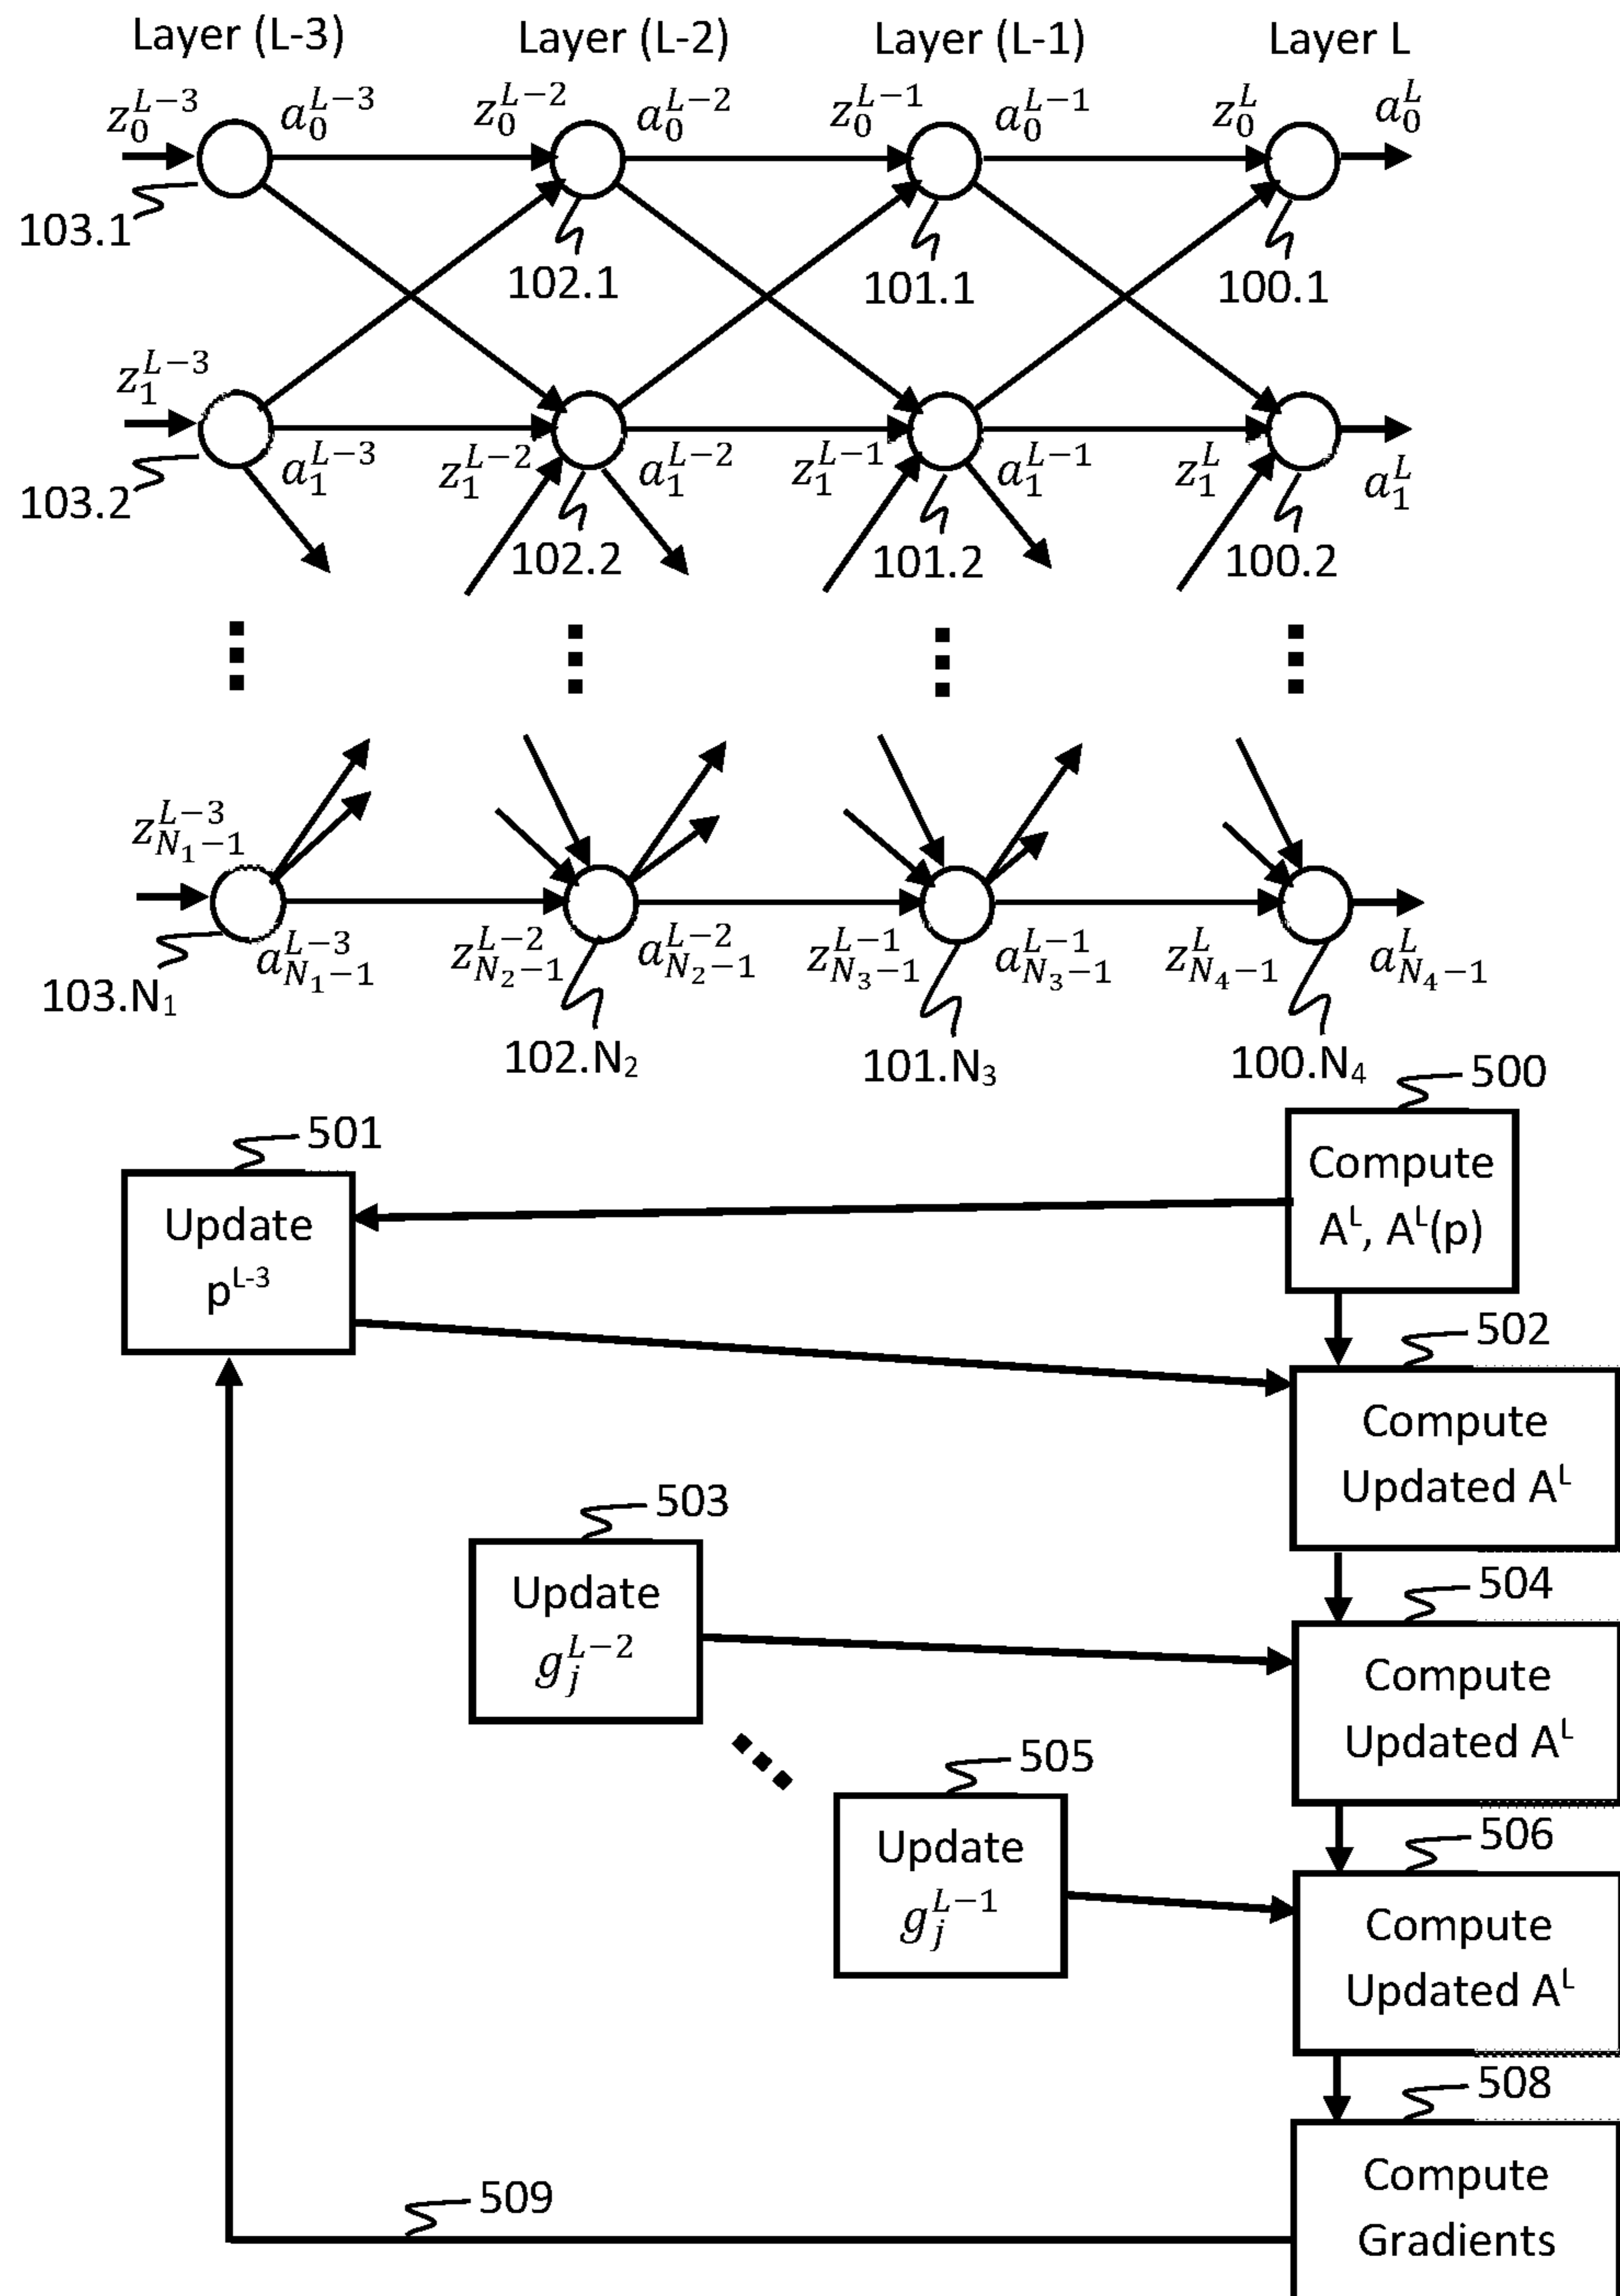 Layer (L-3) Layer (L-2) Layer (L-1) Layer L
z_0^{L-3} a_0^{L-3} z_0^{L-2} a_0^{L-2} z_0^{L-1} a_0^{L-1} z_0^L a_0^L
103.1
102.1 101.1 100.1
z_1^{L-3}
a_1^{L-3} z_1^{L-2} a_1^{L-2} z_1^{L-1} a_1^{L-1} z_1^L a_1^L
103.2
102.2 101.2 100.2
z_{N_1-1}^{L-3}
a_{N_1-1}^{L-3} z_{N_2-1}^{L-2} a_{N_2-1}^{L-2} z_{N_3-1}^{L-1} a_{N_3-1}^{L-1} z_{N_4-1}^L a_{N_4-1}^L
103.N₁
102.N₂ 101.N₃ 100.N₄
500
Compute
A^L, A^L(p)
501
Update
p^{L-3}
502
Compute
Updated A^L
503
Update
g_j^{L-2}
504
Compute
Updated A^L
505
Update
g_j^{L-1}
506
Compute
Updated A^L
508
Compute
Gradients
509